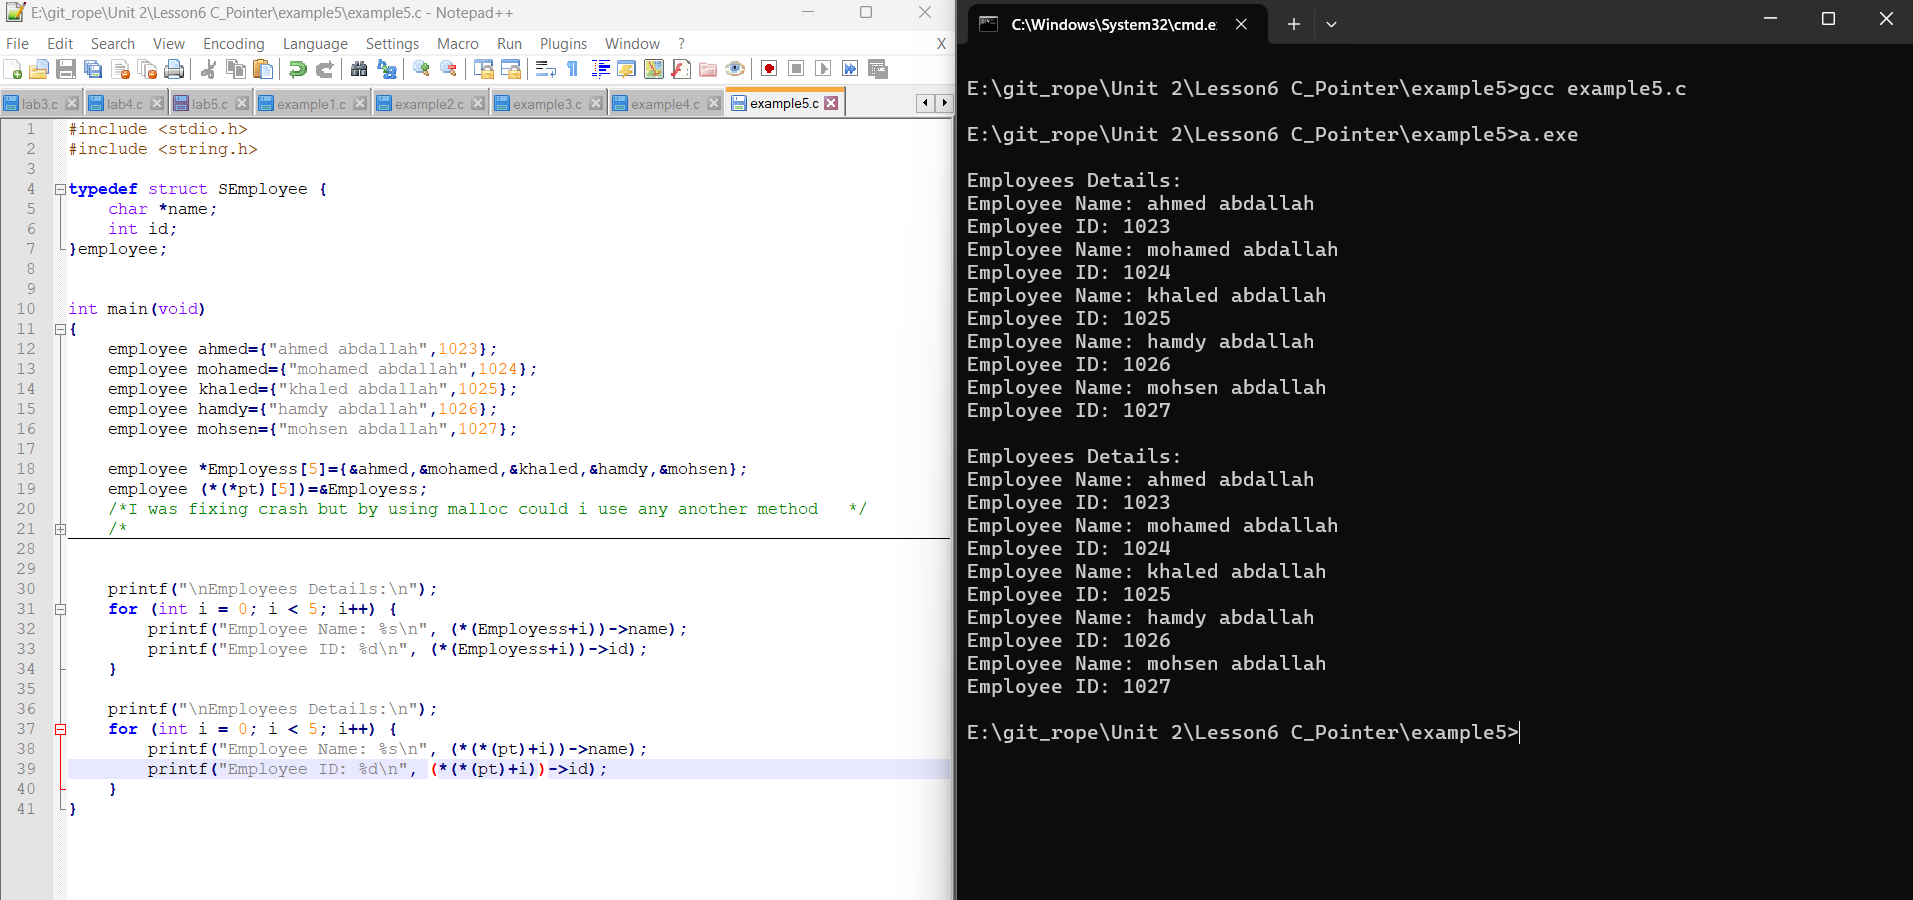 E:\git_rope\Unit 2\Lesson6 C_Pointer\example5\example5.c - Notepad++
File Edit Search View Encoding Language Settings Macro Run Plugins Window ? X
lab3.c lab4.c lab5.c example1.c example2.c example3.c example4.c example5.c
1 #include <stdio.h>
2 #include <string.h>
3
4 typedef struct SEmployee {
5 char *name;
6 int id;
7 }employee;
8
9
10 int main(void)
11 {
12 employee ahmed={"ahmed abdallah",1023};
13 employee mohamed={"mohamed abdallah",1024};
14 employee khaled={"khaled abdallah",1025};
15 employee hamdy={"hamdy abdallah",1026};
16 employee mohsen={"mohsen abdallah",1027};
17
18 employee *Employess[5]={&ahmed,&mohamed,&khaled,&hamdy,&mohsen};
19 employee (*(*pt)[5])=&Employess;
20 /*I was fixing crash but by using malloc could i use any another method */
21 /*
28
29
30 printf("\nEmployees Details:\n");
31 for (int i = 0; i < 5; i++) {
32 printf("Employee Name: %s\n", (*(Employess+i))->name);
33 printf("Employee ID: %d\n", (*(Employess+i))->id);
34 }
35
36 printf("\nEmployees Details:\n");
37 for (int i = 0; i < 5; i++) {
38 printf("Employee Name: %s\n", (*(*(pt)+i))->name);
39 printf("Employee ID: %d\n", (*(*(pt)+i))->id);
40 }
41 }
C:\Windows\System32\cmd.e
E:\git_rope\Unit 2\Lesson6 C_Pointer\example5>gcc example5.c
E:\git_rope\Unit 2\Lesson6 C_Pointer\example5>a.exe
Employees Details:
Employee Name: ahmed abdallah
Employee ID: 1023
Employee Name: mohamed abdallah
Employee ID: 1024
Employee Name: khaled abdallah
Employee ID: 1025
Employee Name: hamdy abdallah
Employee ID: 1026
Employee Name: mohsen abdallah
Employee ID: 1027
Employees Details:
Employee Name: ahmed abdallah
Employee ID: 1023
Employee Name: mohamed abdallah
Employee ID: 1024
Employee Name: khaled abdallah
Employee ID: 1025
Employee Name: hamdy abdallah
Employee ID: 1026
Employee Name: mohsen abdallah
Employee ID: 1027
E:\git_rope\Unit 2\Lesson6 C_Pointer\example5>